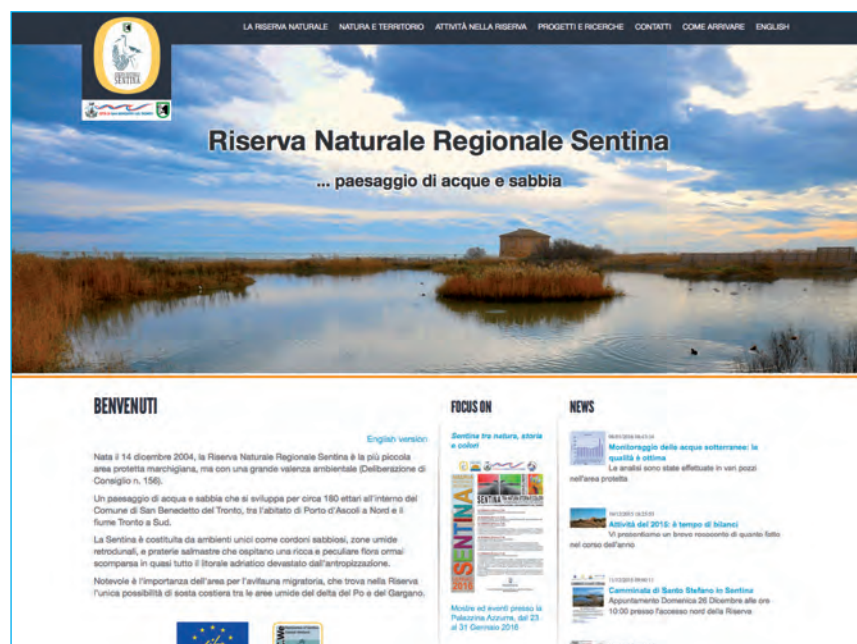 LA RISERVA NATURALE NATURA E TERRITORIO ATTIVITÀ NELLA RISERVA PROGETTI E RICERCHE CONTATTI COME ARRIVARE ENGLISH
SENTINA
Riserva Naturale Regionale Sentina
... paesaggio di acque e sabbia
BENVENUTI
English version
Nata il 14 dicembre 2004, la Riserva Naturale Regionale Sentina è la più piccola
area protetta marchigiana, ma con una grande valenza ambientale (Deliberazione di
Consiglio n. 156).
Un paesaggio di acqua e sabbia che si sviluppa per circa 180 ettari all'interno del
Comune di San Benedetto del Tronto, tra l'abitato di Porto d'Ascoli a Nord e il
fiume Tronto a Sud.
La Sentina è costituita da ambienti unici come cordoni sabbiosi, zone umide
retrodunali, e praterie salmastre che ospitano una ricca e peculiare flora ormai
scomparsa in quasi tutto il litorale adriatico devastato dall'antropizzazione.
Notevole è l'importanza dell'area per l'avifauna migratoria, che trova nella Riserva
l'unica possibilità di sosta costiera tra le aree umide del delta del Po e del Gargano.
FOCUS ON
Sentina tra natura, storia
e colori
SENTINA
2016
SENTINA
Mostre ed eventi presso la
Palazzina Azzurra, dal 23
al 31 Gennaio 2016
NEWS
Monitoraggio delle acque sotterranee: la
qualità è ottima
Le analisi sono state effettuate in vari pozzi
nell'area protetta
Attività del 2015: è tempo di bilanci
Vi presentiamo un breve resoconto di quanto fatto
nel corso dell'anno
Camminata di Santo Stefano in Sentina
Appuntamento Domenica 26 Dicembre alle ore
10:00 presso l'accesso nord della Riserva